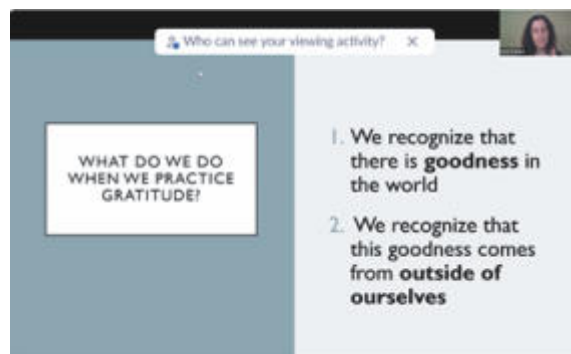 Who can see your viewing activity?
WHAT DO WE DO
WHEN WE PRACTICE
GRATITUDE?
1. We recognize that
there is goodness in
the world
2. We recognize that
this goodness comes
from outside of
ourselves